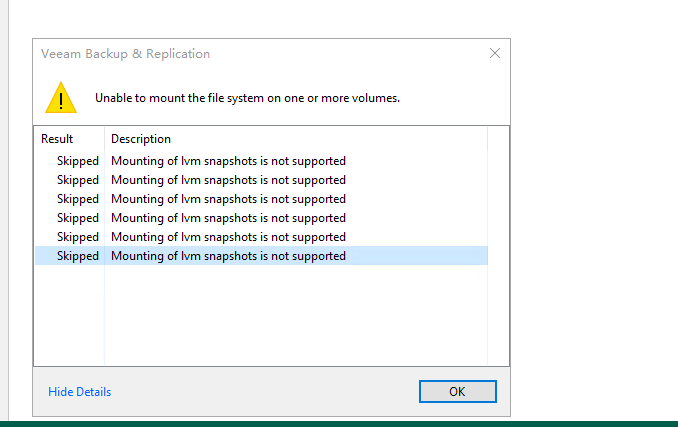 Veeam Backup & Replication
Unable to mount the file system on one or more volumes.
Result Description
Skipped Mounting of lvm snapshots is not supported
Skipped Mounting of lvm snapshots is not supported
Skipped Mounting of lvm snapshots is not supported
Skipped Mounting of lvm snapshots is not supported
Skipped Mounting of lvm snapshots is not supported
Skipped Mounting of lvm snapshots is not supported
Hide Details OK